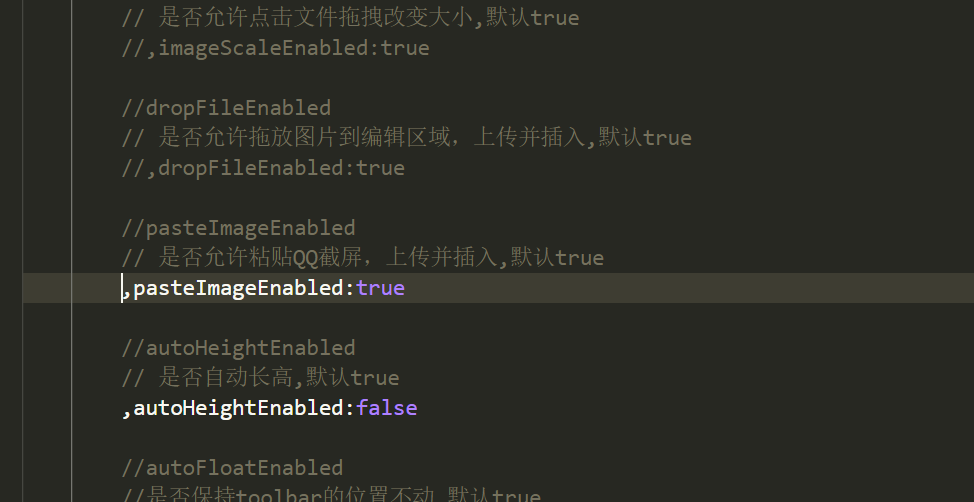 // 是否允许点击文件拖拽改变大小,默认true
//,imageScaleEnabled:true
//dropFileEnabled
// 是否允许拖放图片到编辑区域，上传并插入,默认true
//,dropFileEnabled:true
//pasteImageEnabled
// 是否允许粘贴QQ截屏，上传并插入,默认true
,pasteImageEnabled:true
//autoHeightEnabled
// 是否自动长高,默认true
,autoHeightEnabled:false
//autoFloatEnabled
//是否保持toolbar的位置不动,默认true